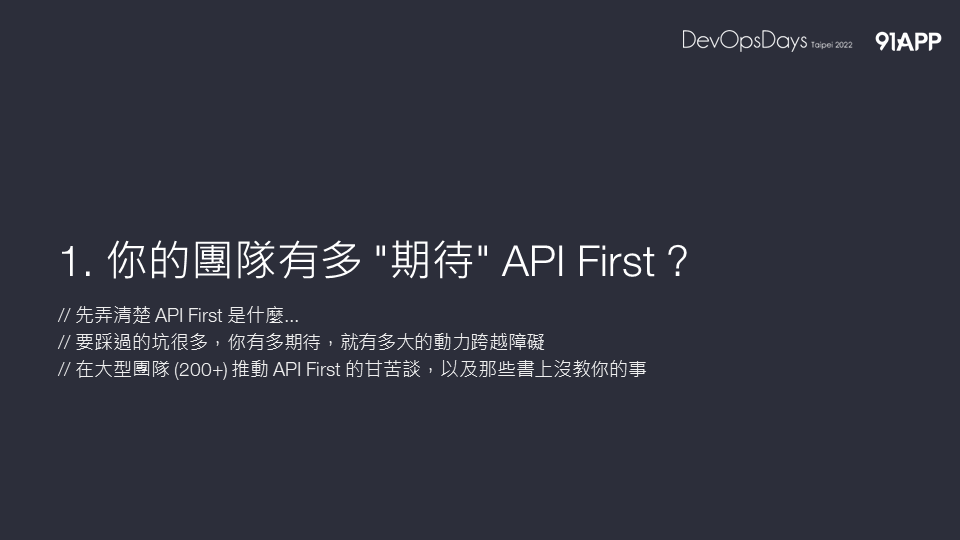 DevOpsDays Taipei 2022 91APP
1. 你的團隊有多 "期待" API First ?
// 先弄清楚 API First 是什麼...
// 要踩過的坑很多，你有多期待，就有多大的動力跨越障礙
// 在大型團隊 (200+) 推動 API First 的甘苦談，以及那些書上沒教你的事